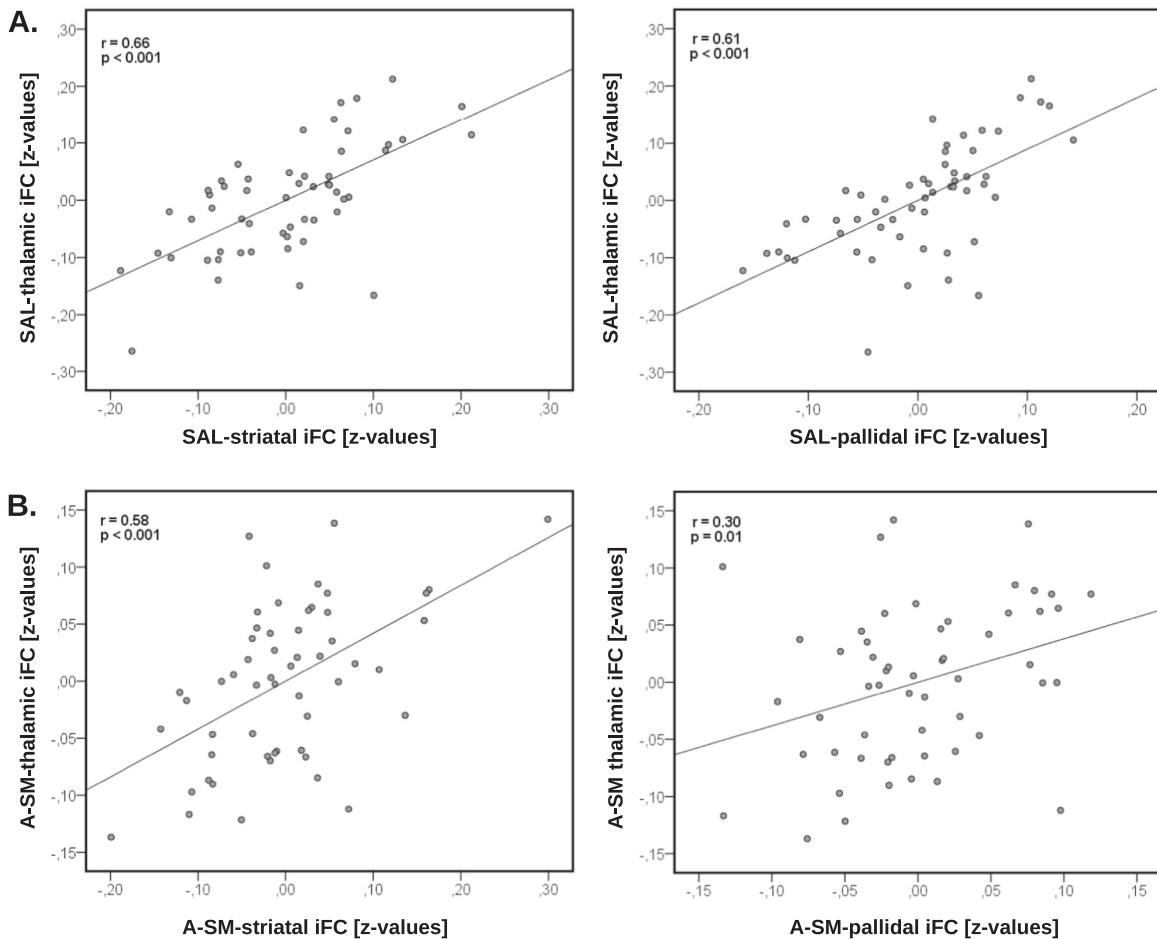 A.
r = 0.66
p < 0.001
SAL-thalamic iFC [z-values]
,30
,20
,10
,00
-,10
-,20
-,30
-,20
-,10
,00
,10
,20
,30
SAL-striatal iFC [z-values]
r = 0.61
p < 0.001
SAL-thalamic iFC [z-values]
,30
,20
,10
,00
-,10
-,20
-,30
-,20
-,10
,00
,10
,20
SAL-pallidal iFC [z-values]
B.
r = 0.58
p < 0.001
A-SM-thalamic iFC [z-values]
,15
,10
,05
,00
-,05
-,10
-,15
-,20
-,10
,00
,10
,20
,30
A-SM-striatal iFC [z-values]
r = 0.30
p = 0.01
A-SM thalamic iFC [z-values]
,15
,10
,05
,00
-,05
-,10
-,15
-,15
-,10
-,05
,00
,05
,10
,15
A-SM-pallidal iFC [z-values]